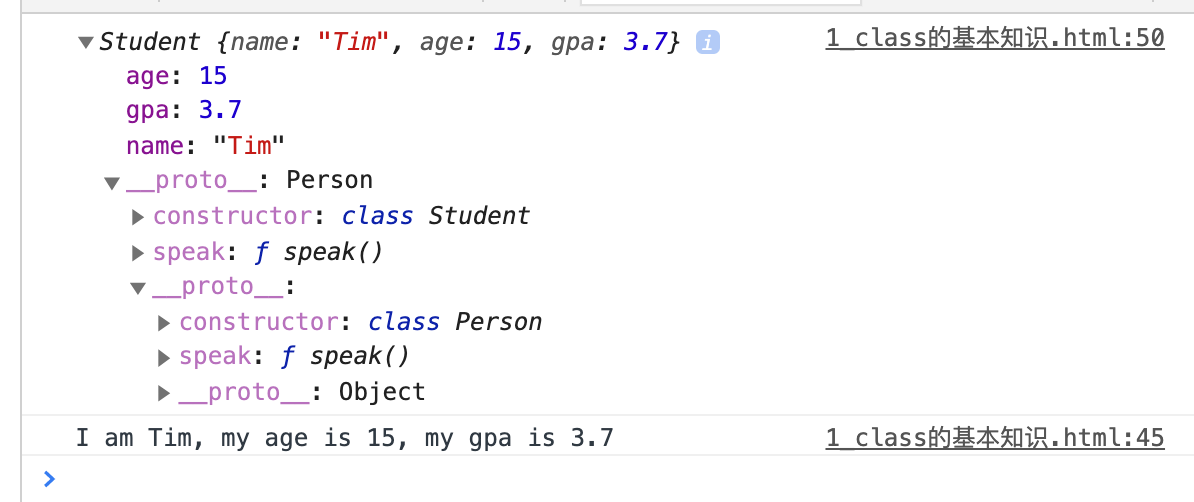 ▼Student {name: "Tim", age: 15, gpa: 3.7} i 1_class的基本知识.html:50
age: 15
gpa: 3.7
name: "Tim"
▼__proto__: Person
▶constructor: class Student
▶speak: ƒ speak()
▼__proto__:
▶constructor: class Person
▶speak: ƒ speak()
▶__proto__: Object
I am Tim, my age is 15, my gpa is 3.7 1_class的基本知识.html:45
>